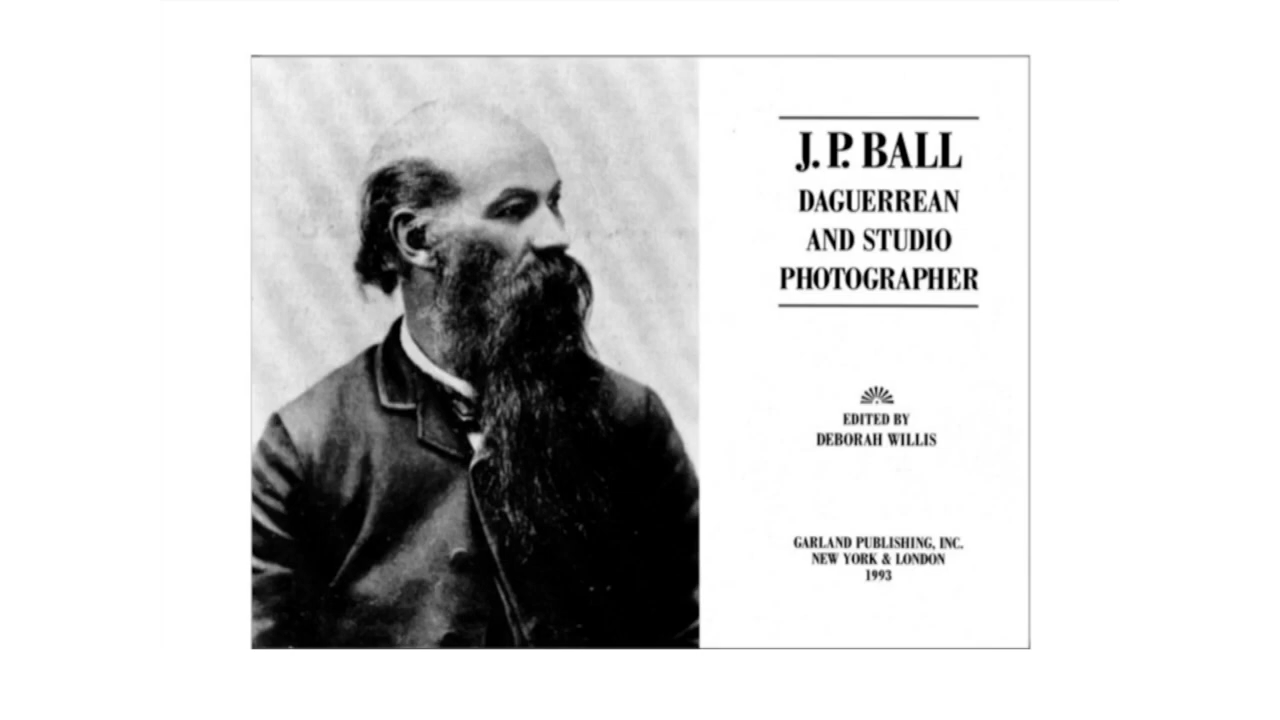 J. P. BALL
DAGUERREAN
AND STUDIO
PHOTOGRAPHER
EDITED BY
DEBORAH WILLIS
GARLAND PUBLISHING, INC.
NEW YORK & LONDON
1993